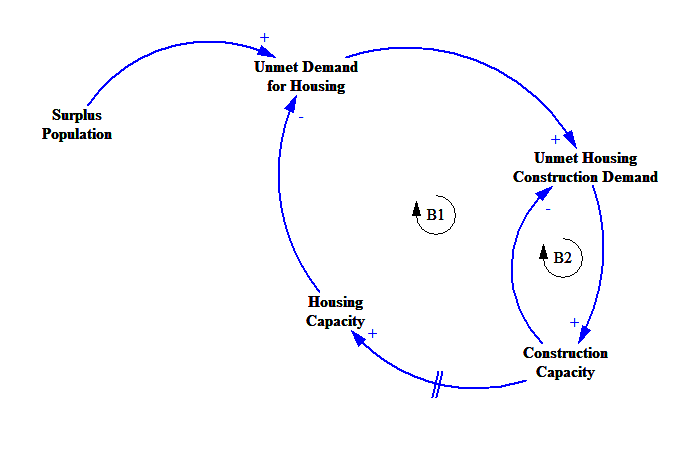 +
Unmet Demand
for Housing
-
Surplus
Population
+
Unmet Housing
Construction Demand
-
B1
B2
Housing
Capacity
+
+
Construction
Capacity